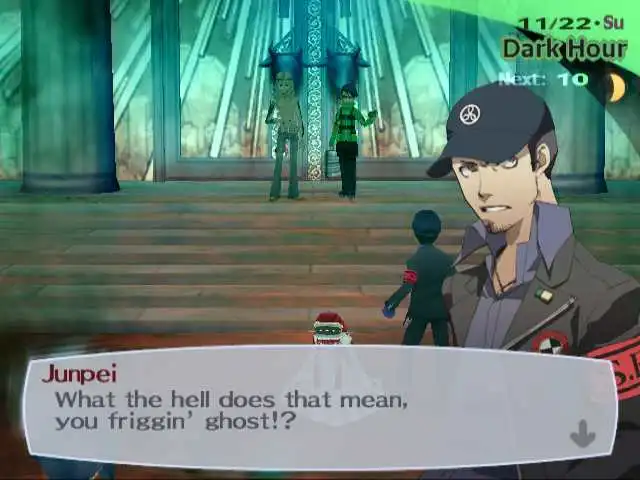 11/22·Su
Dark Hour
Next: 10
Junpei
What the hell does that mean,
you friggin' ghost!?